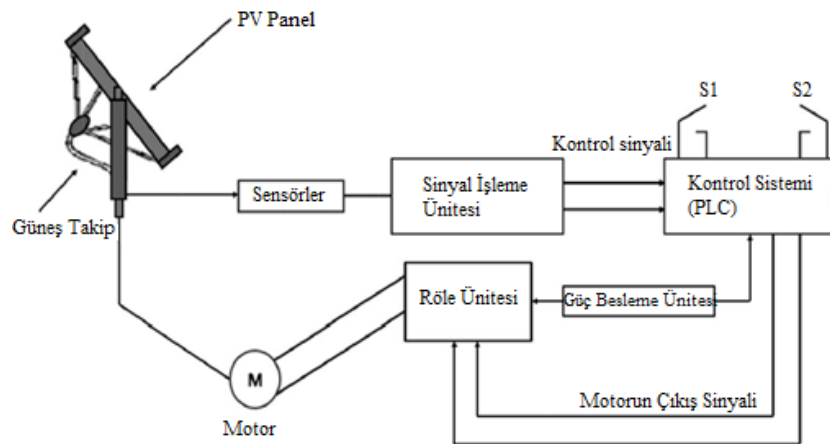 PV Panel
S1
S2
Kontrol sinyali
Sensörler
Sinyal İşleme
Ünitesi
Kontrol Sistemi
(PLC)
Güneş Takip
Röle Ünitesi
Güç Besleme Ünitesi
M
Motor
Motorun Çıkış Sinyali